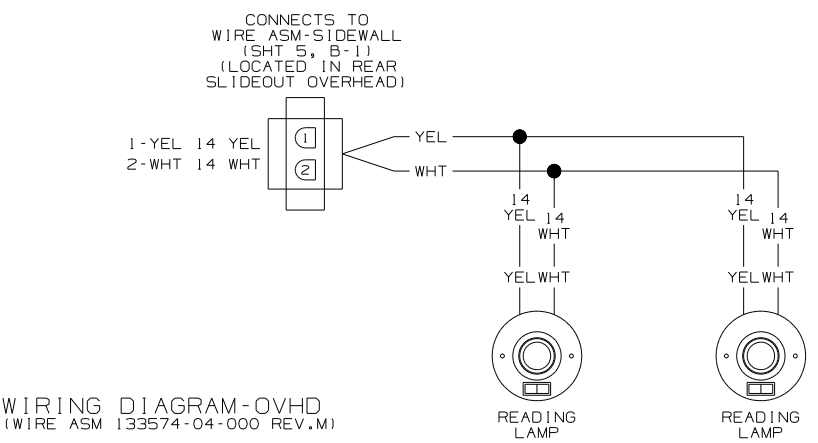 CONNECTS TO
WIRE ASM-SIDEWALL
(SHT 5, B-1)
(LOCATED IN REAR
SLIDEOUT OVERHEAD)
1-YEL 14 YEL
2-WHT 14 WHT
1
2
YEL
WHT
14
YEL
14
WHT
14
YEL
14
WHT
YEL WHT
YEL WHT
READING
LAMP
READING
LAMP
WIRING DIAGRAM-OVHD
(WIRE ASM 133574-04-000 REV.M)